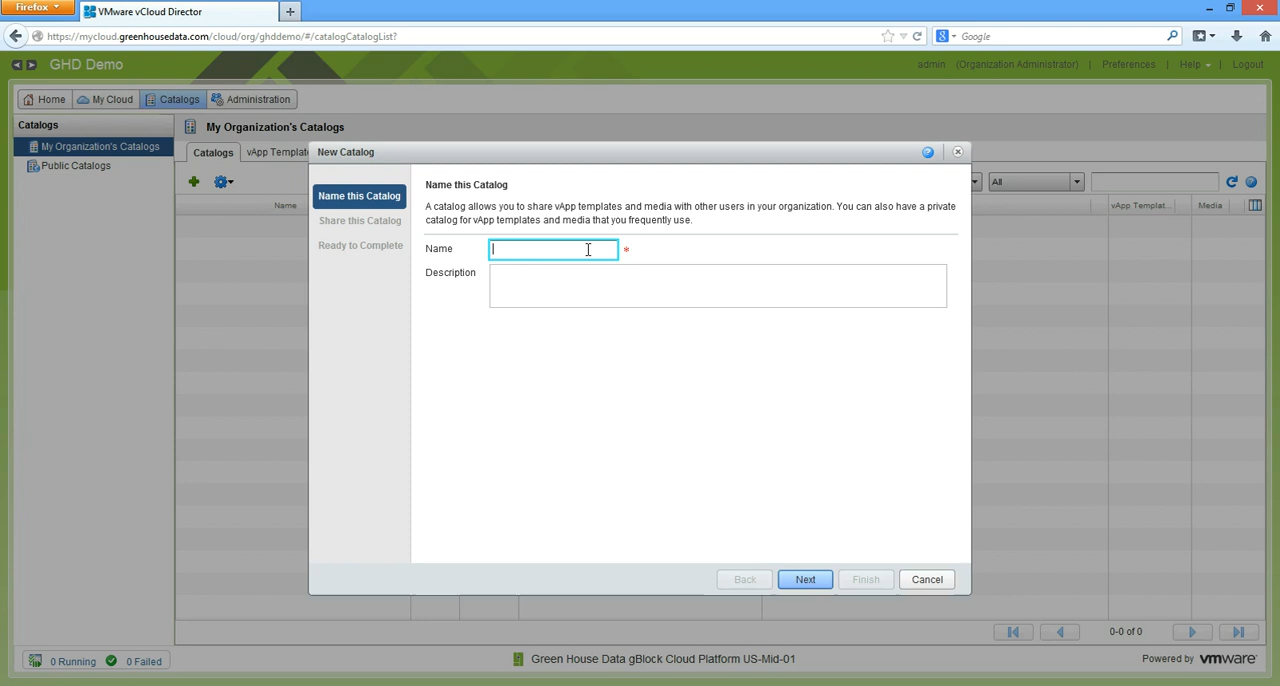 Firefox
VMware vCloud Director
https://mycloud.greenhousedata.com/cloud/org/ghddemo/#/catalogCatalogList?
Google
GHD Demo
admin (Organization Administrator) | Preferences | Help | Logout
Home
My Cloud
Catalogs
Administration
Catalogs
My Organization's Catalogs
My Organization's Catalogs
Public Catalogs
Catalogs
vApp Template
All
Name
vApp Templat...
Media
New Catalog
Name this Catalog
Share this Catalog
Ready to Complete
Name this Catalog
A catalog allows you to share vApp templates and media with other users in your organization. You can also have a private
catalog for vApp templates and media that you frequently use.
Name *
Description
Back
Next
Finish
Cancel
0-0 of 0
0 Running 0 Failed
Green House Data gBlock Cloud Platform US-Mid-01
Powered by vmware